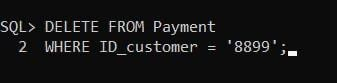 SQL> DELETE FROM Payment
2 WHERE ID_customer = '8899';